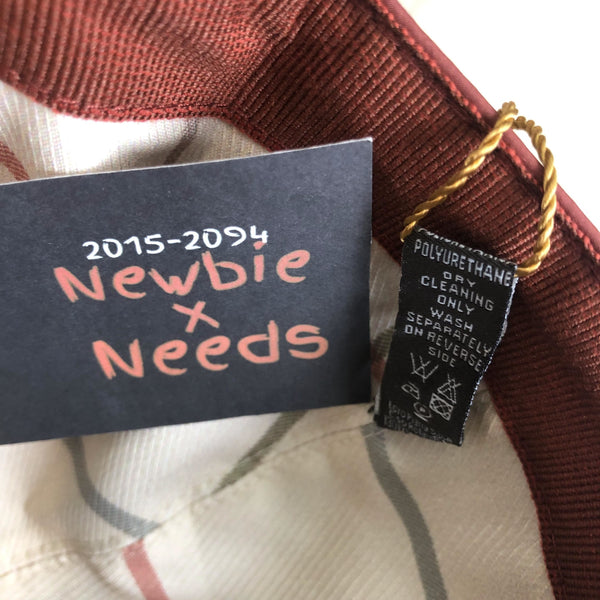 2015-2094
Newbie
x
Needs
POLYURETHANE
DRY
CLEANING
ONLY
WASH
SEPARATELY
ON REVERSE
SIDE